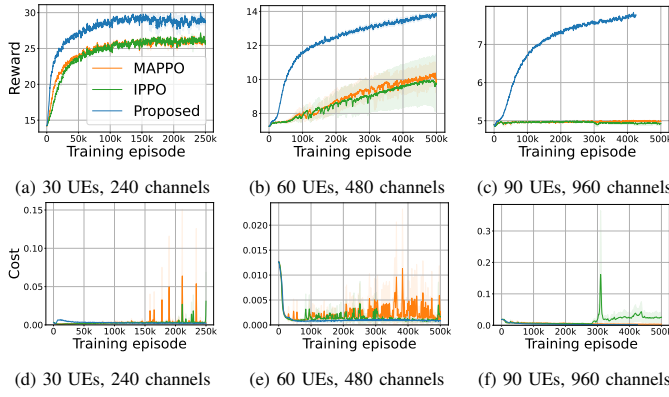 30
25
20
15
Reward
MAPPO
IPPO
Proposed
0 50k 100k 150k 200k 250k
Training episode
(a) 30 UEs, 240 channels
14
12
10
8
0 100k 200k 300k 400k 500k
Training episode
(b) 60 UEs, 480 channels
7
6
5
0 100k 200k 300k 400k 500k
Training episode
(c) 90 UEs, 960 channels
0.15
0.10
0.05
0.00
Cost
0 50k 100k 150k 200k 250k
Training episode
(d) 30 UEs, 240 channels
0.020
0.015
0.010
0.005
0.000
0 100k 200k 300k 400k 500k
Training episode
(e) 60 UEs, 480 channels
0.4
0.3
0.2
0.1
0.0
0 100k 200k 300k 400k 500k
Training episode
(f) 90 UEs, 960 channels